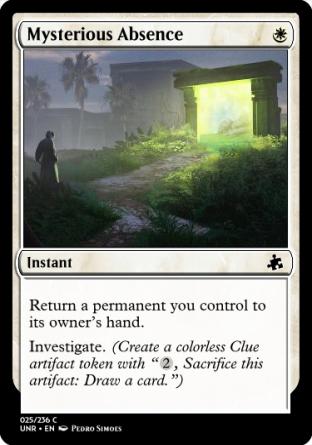 Mysterious Absence
Instant
Return a permanent you control to
its owner's hand.
Investigate. (Create a colorless Clue
artifact token with “2, Sacrifice this
artifact: Draw a card.”)
025/236 C
UNR • EN Pedro Simoes